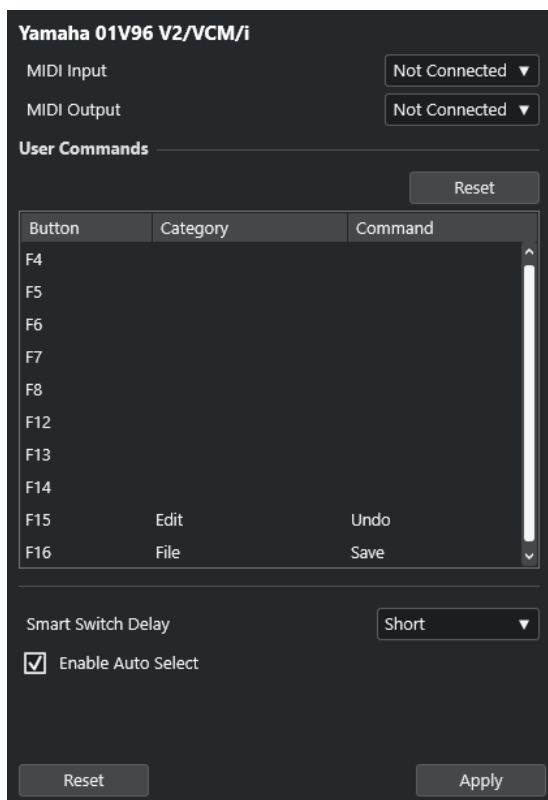 Yamaha 01V96 V2/VCM/i
MIDI Input Not Connected
MIDI Output Not Connected
User Commands
Reset
Button Category Command
F4
F5
F6
F7
F8
F12
F13
F14
F15 Edit Undo
F16 File Save
Smart Switch Delay Short
Enable Auto Select
Reset Apply